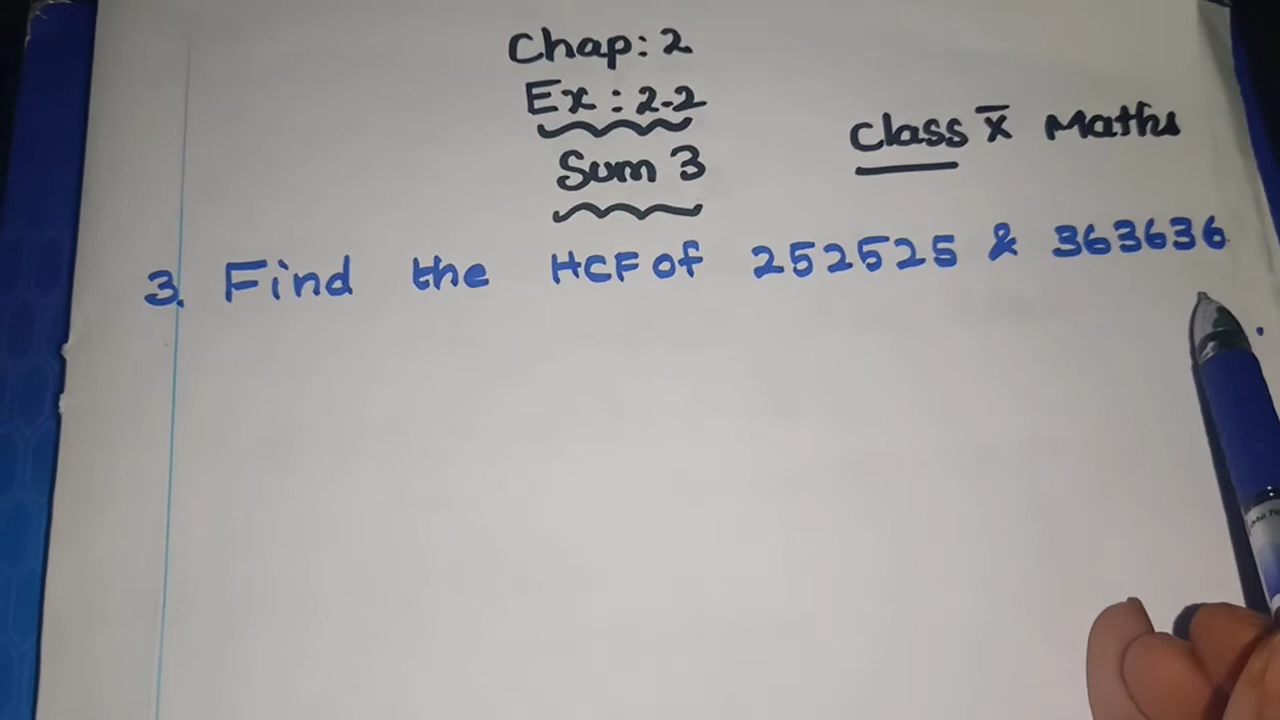 Chap: 2
Ex : 2.2
Sum 3
Class X Maths
3. Find the HCF of 252525 & 363636.